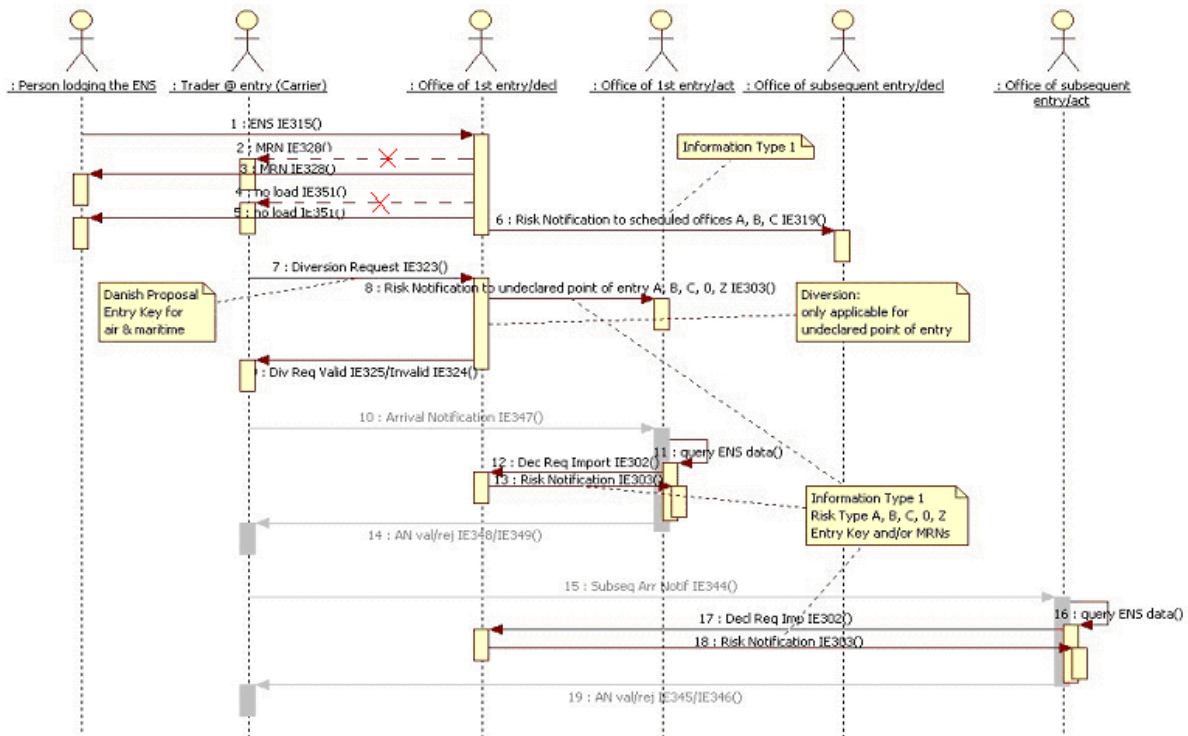 : Person lodging the ENS
: Trader @ entry (Carrier)
: Office of 1st entry/decl
: Office of 1st entry/act
: Office of subsequent entry/decl
: Office of subsequent
entry/act
1 : ENS IE315()
2 : MRN IE328()
Information Type 1
3 : MRN IE328()
4 : no load IE351()
5 : no load IE351()
6 : Risk Notification to scheduled offices A, B, C IE319()
7 : Diversion Request IE323()
8 : Risk Notification to undeclared point of entry A, B, C, 0, Z IE303()
Danish Proposal
Entry Key for
air & maritime
Diversion:
only applicable for
undeclared point of entry
: Div Req Valid IE325/Invalid IE324()
10 : Arrival Notification IE347()
11 : query ENS data()
12 : Dec Req Import IE302()
13 : Risk Notification IE303()
Information Type 1
Risk Type A, B, C, 0, Z
Entry Key and/or MRNs
14 : AN val/rej IE348/IE349()
15 : Subseq Arr Notif IE344()
16 : query ENS data()
17 : Decl Req Imp IE302()
18 : Risk Notification IE303()
19 : AN val/rej IE345/IE346()